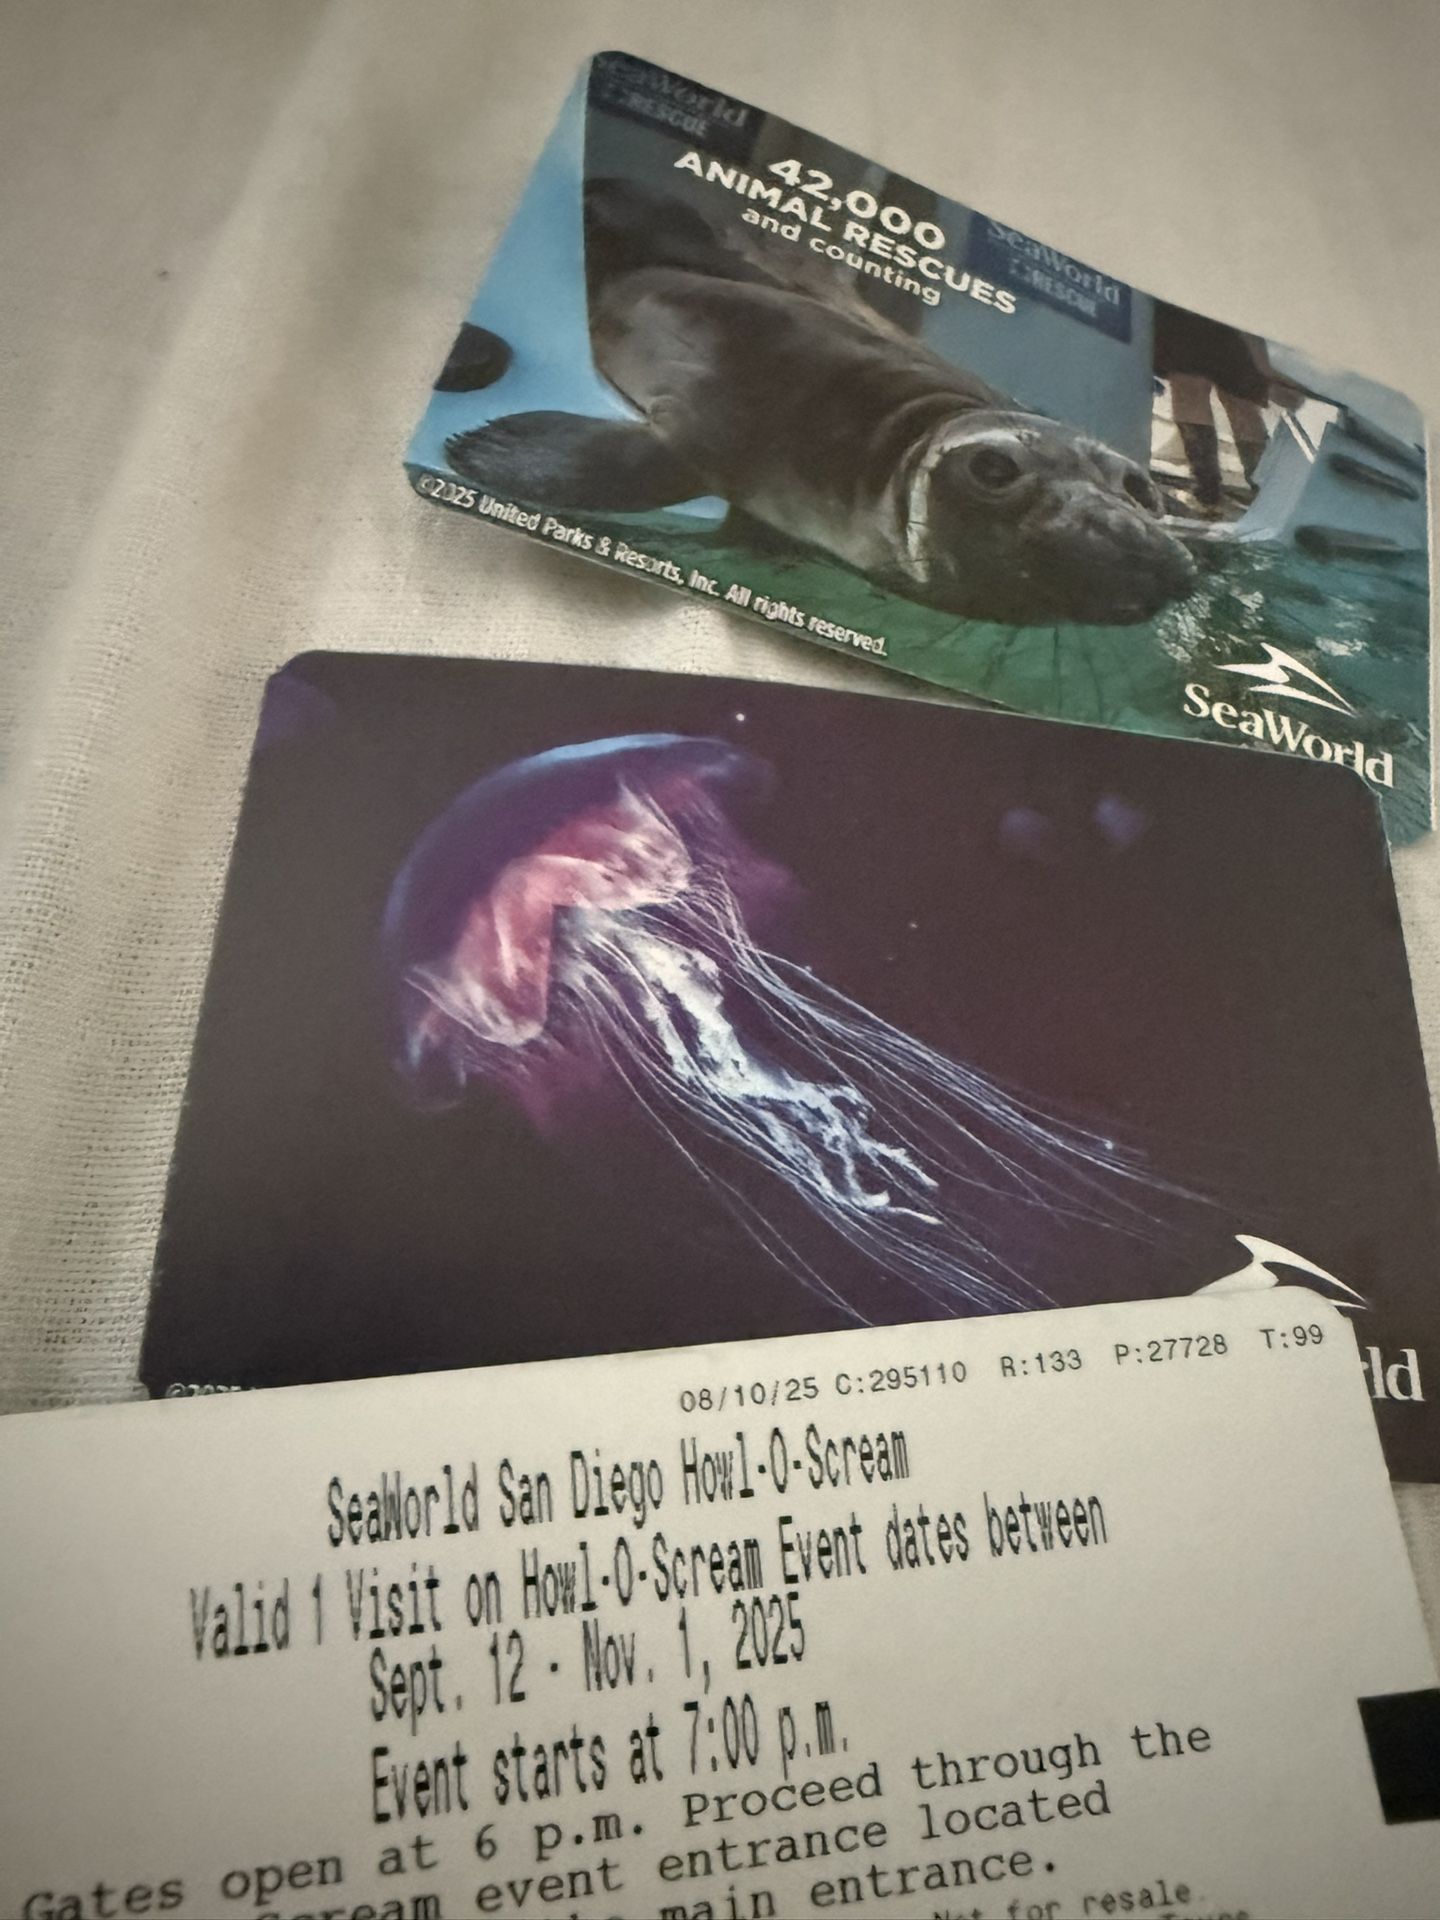 SeaWorld
RESCUE
42,000
ANIMAL RESCUES
and counting
SeaWorld
RESCUE
©2025 United Parks & Resorts, Inc. All rights reserved.
SeaWorld
08/10/25 C:295110 R:133 P:27728 T:99
SeaWorld San Diego Howl-O-Scream
Valid 1 Visit on Howl-O-Scream Event dates between
Sept. 12 - Nov. 1, 2025
Event starts at 7:00 p.m.
Gates open at 6 p.m. Proceed through the
Scream event entrance located
main entrance.
Not for resale.